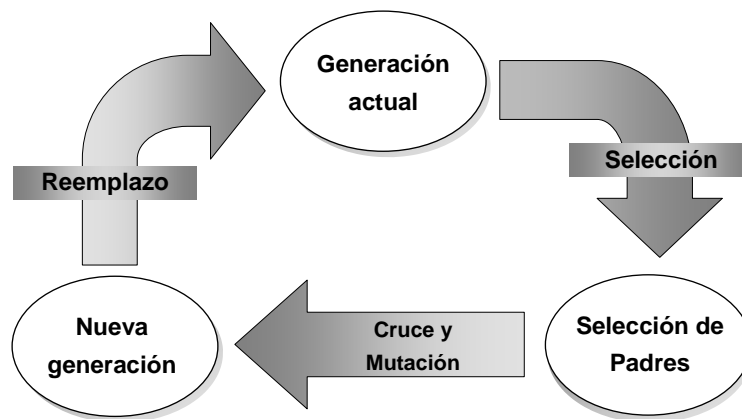 Generación
actual
Selección
Reemplazo
Selección de
Padres
Cruce y
Mutación
Nueva
generación